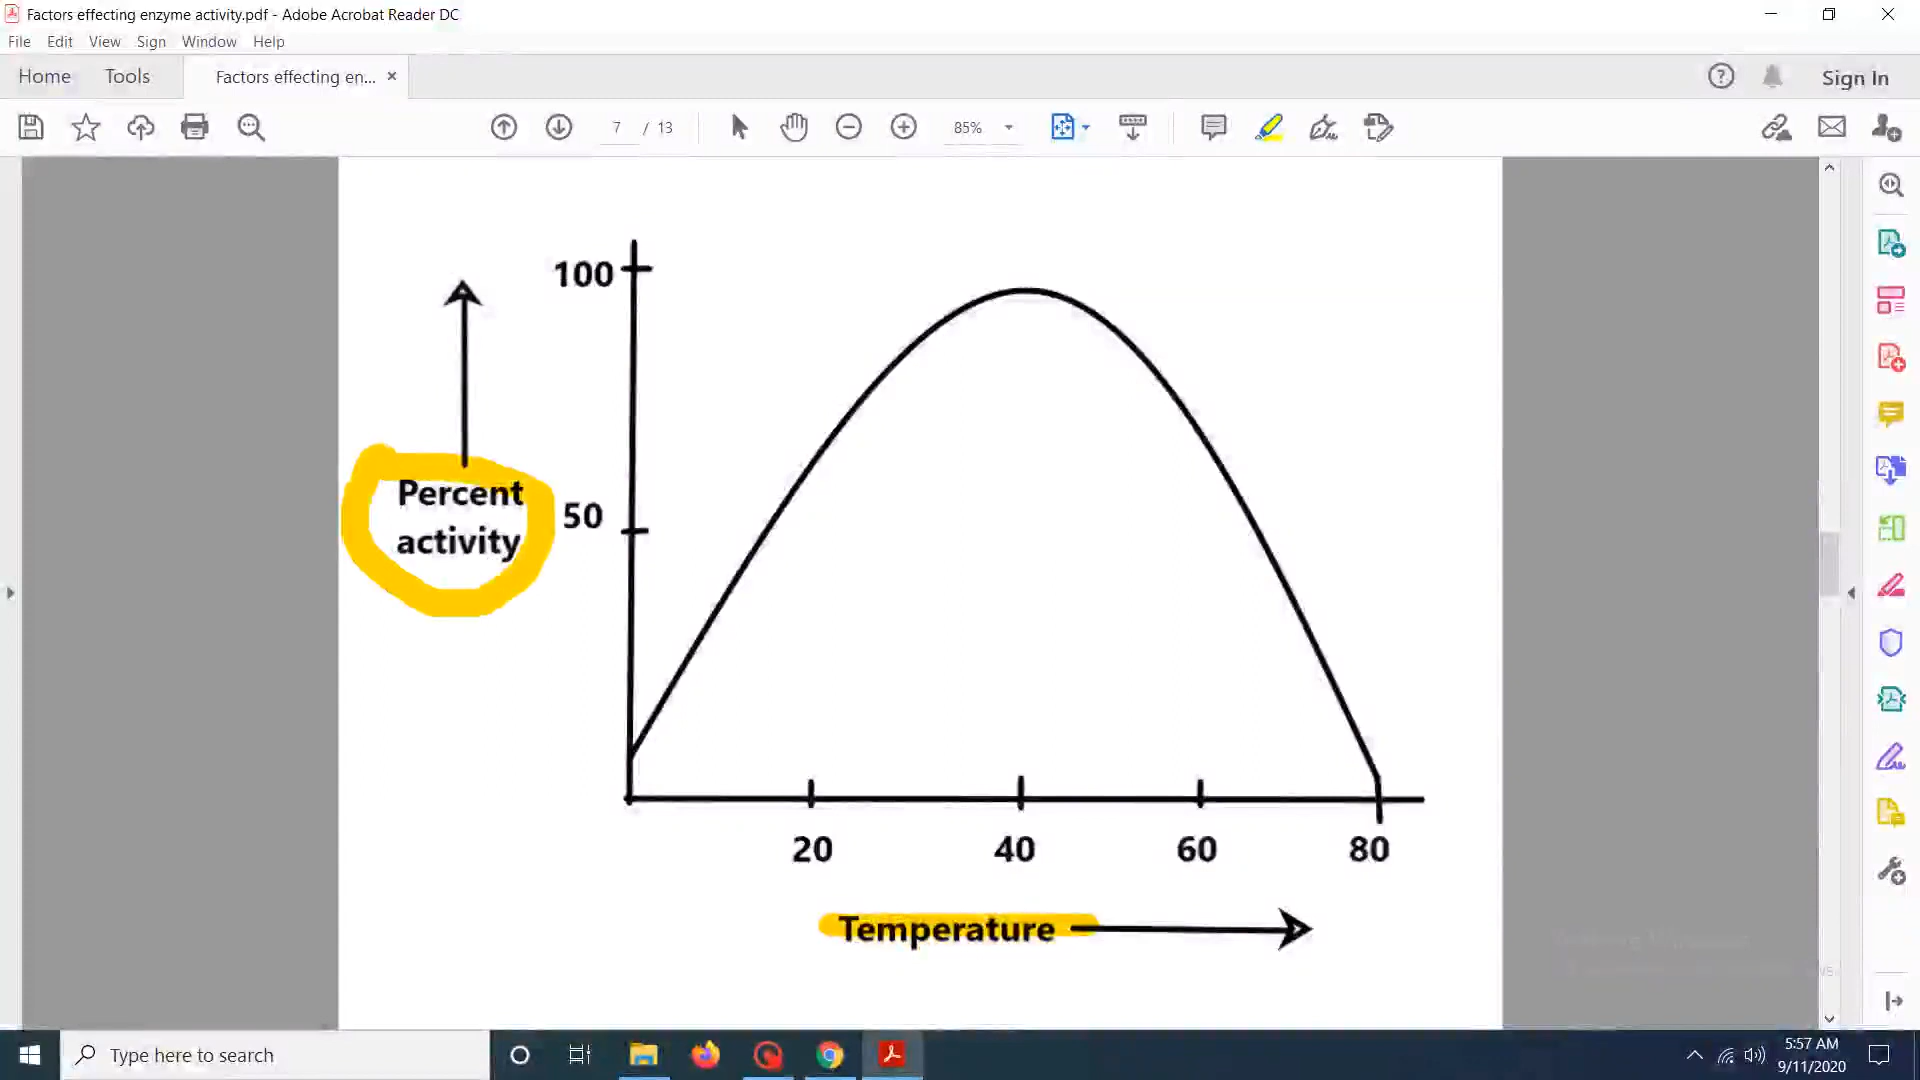 Factors effecting enzyme activity.pdf - Adobe Acrobat Reader DC
File Edit View Sign Window Help
Home Tools Factors effecting en... × Sign In
7 / 13 85%
100
Percent
activity
50
20 40 60 80
Temperature
Type here to search
5:57 AM
9/11/2020